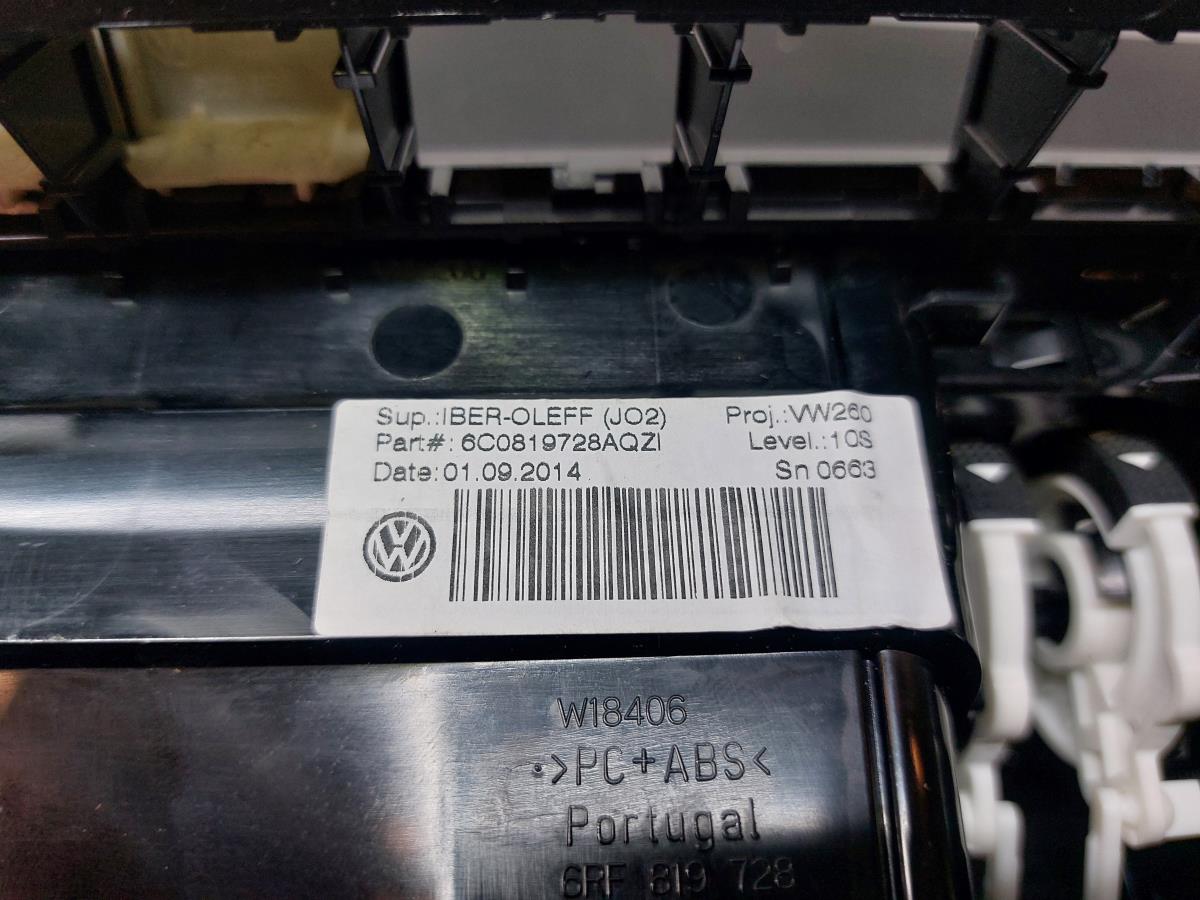 Sup.:IBER-OLEFF (JO2) Proj.:VW260
Part#: 6C0819728AQZI Level.:10S
Date:01.09.2014 Sn 0663
W18406
>PC+ABS<
Portugal
6RF 819 728